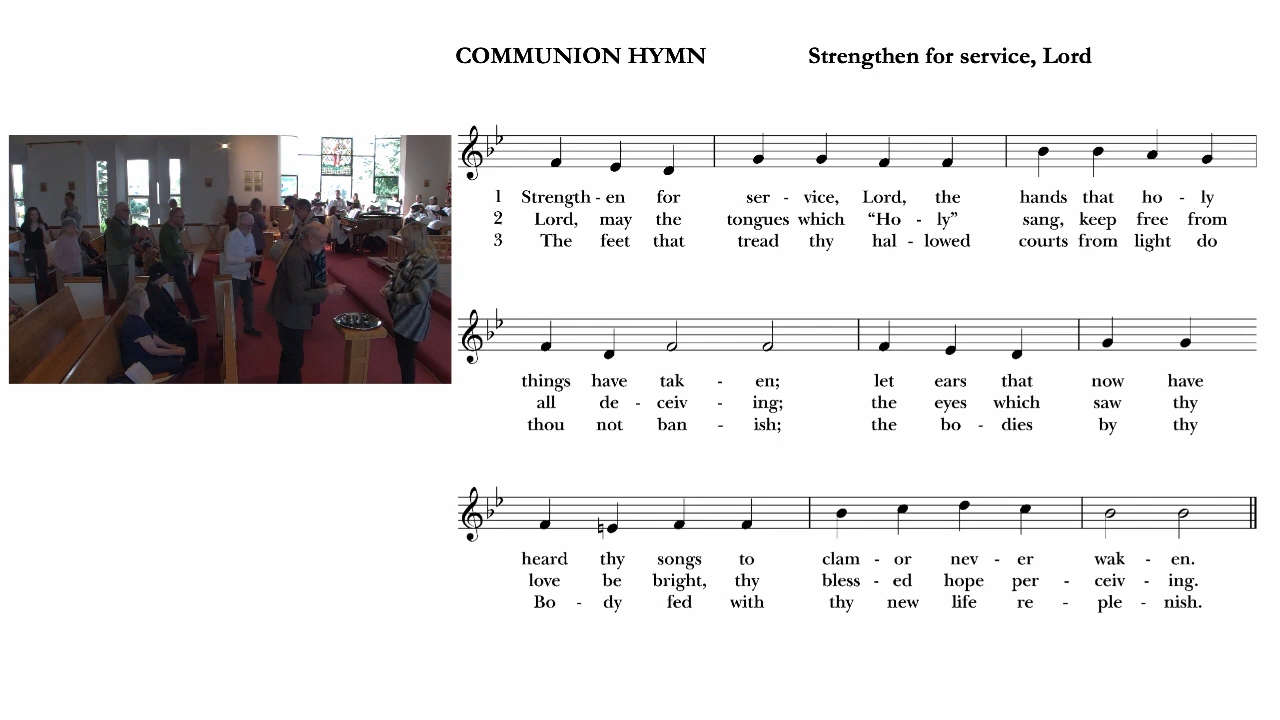 COMMUNION HYMN Strengthen for service, Lord
1 Strength - en for ser - vice, Lord, the hands that ho - ly
2 Lord, may the tongues which “Ho - ly” sang, keep free from
3 The feet that tread thy hal - lowed courts from light do
things have tak - en; let ears that now have
all de - ceiv - ing; the eyes which saw thy
thou not ban - ish; the bo - dies by thy
heard thy songs to clam - or nev - er wak - en.
love be bright, thy bless - ed hope per - ceiv - ing.
Bo - dy fed with thy new life re - ple - nish.